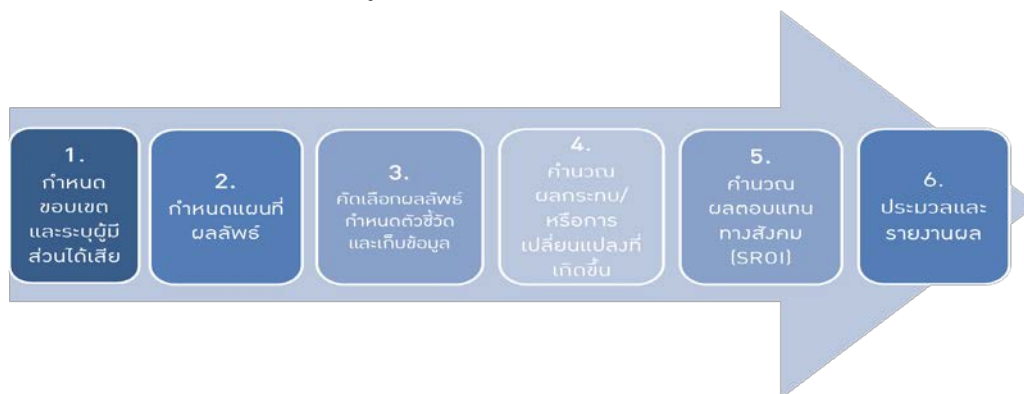 1.
กำหนด
ขอบเขต
และระบุผู้มี
ส่วนได้เสีย
2.
กำหนดแผนที่
ผลลัพธ์
3.
คัดเลือกผลลัพธ์
กำหนดตัวชี้วัด
และเก็บข้อมูล
4.
คำนวณ
ผลกระทบ/
หรือการ
เปลี่ยนแปลงที่
เกิดขึ้น
5.
คำนวณ
ผลตอบแทน
ทางสังคม
(SROI)
6.
ประมวลและ
รายงานผล